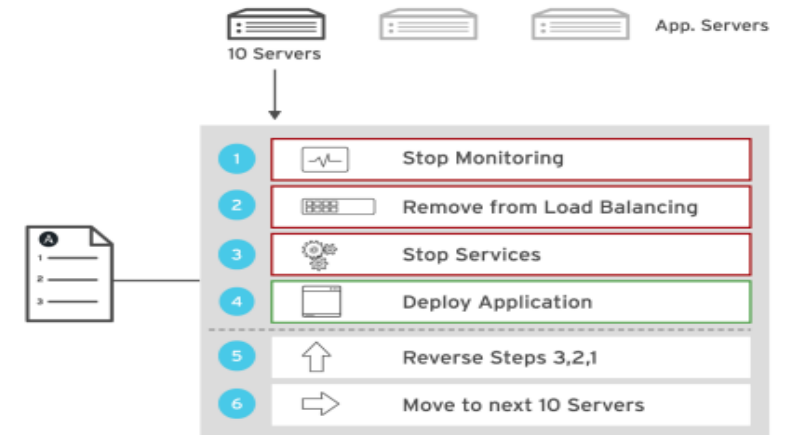 App. Servers
10 Servers
1 Stop Monitoring
2 Remove from Load Balancing
3 Stop Services
A
1
2
3
4 Deploy Application
5 Reverse Steps 3,2,1
6 Move to next 10 Servers